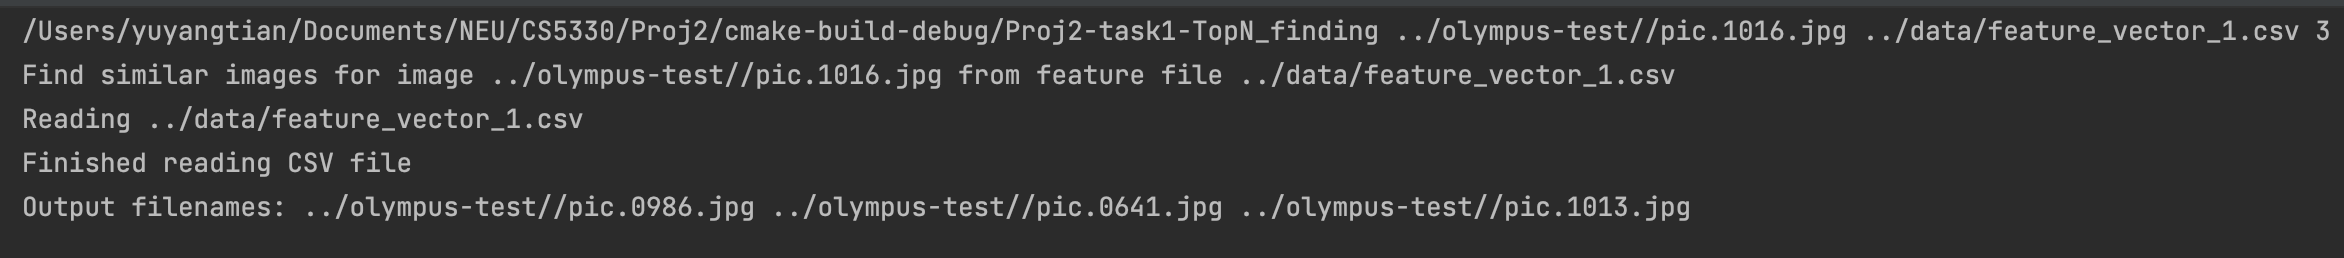 /Users/yuyangtian/Documents/NEU/CS5330/Proj2/cmake-build-debug/Proj2-task1-TopN_finding ../olympus-test//pic.1016.jpg ../data/feature_vector_1.csv 3
Find similar images for image ../olympus-test//pic.1016.jpg from feature file ../data/feature_vector_1.csv
Reading ../data/feature_vector_1.csv
Finished reading CSV file
Output filenames: ../olympus-test//pic.0986.jpg ../olympus-test//pic.0641.jpg ../olympus-test//pic.1013.jpg